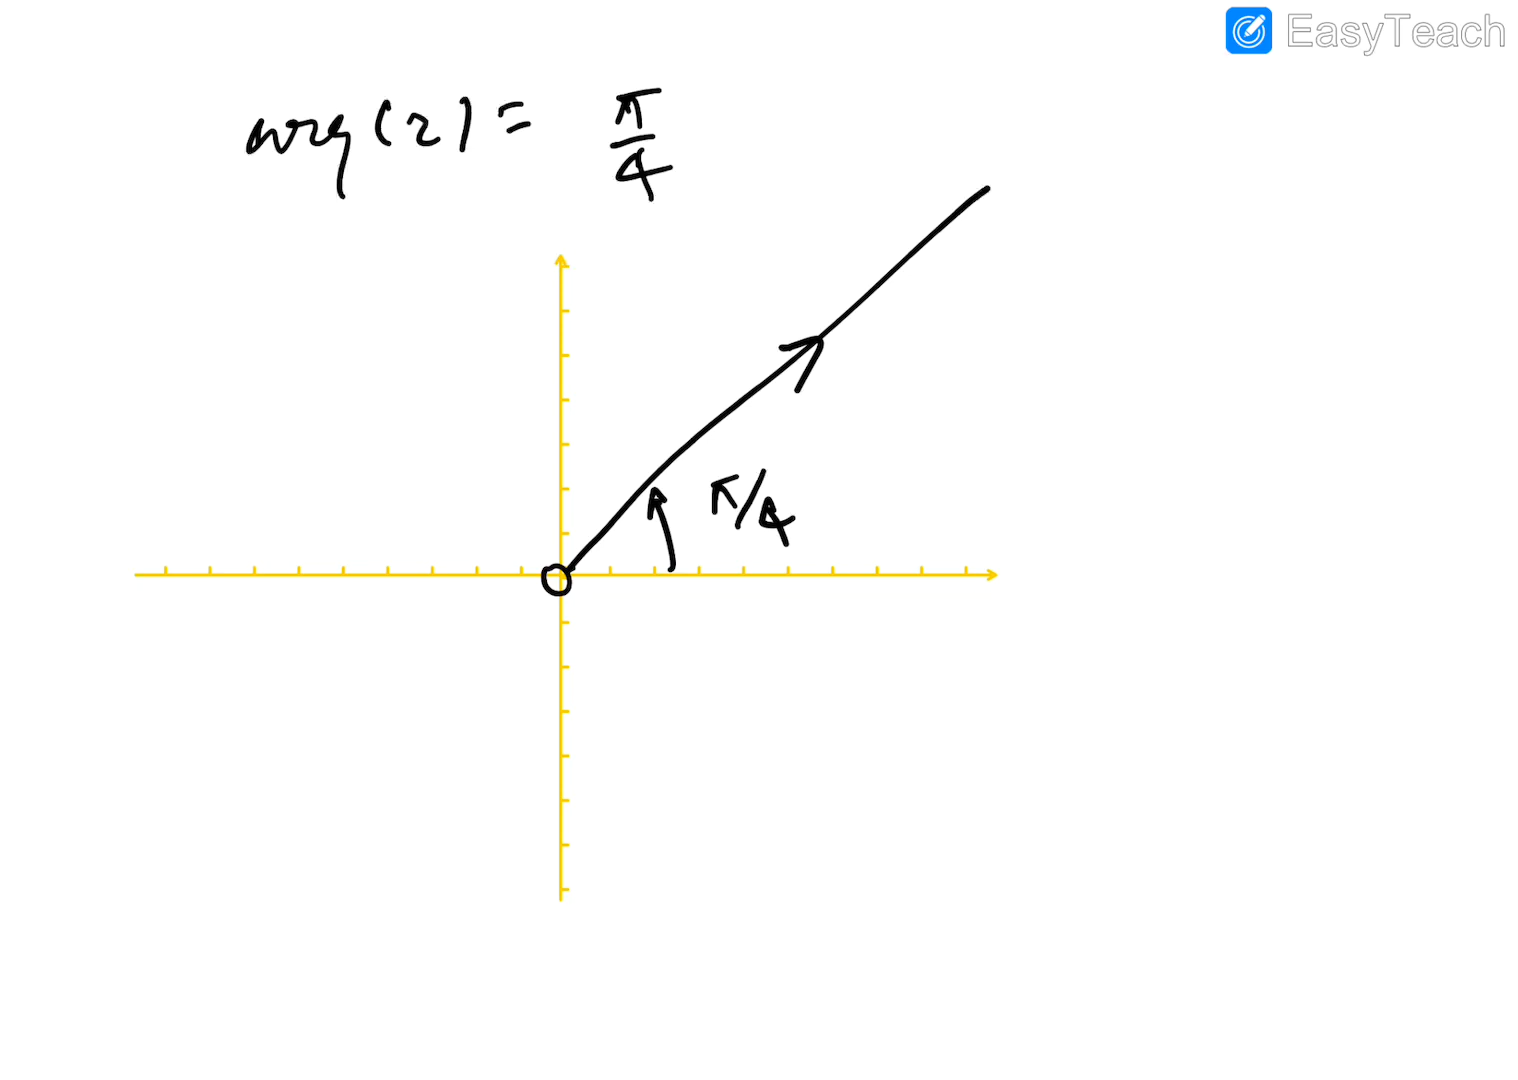 EasyTeach
arg(z) = π/4
π/4